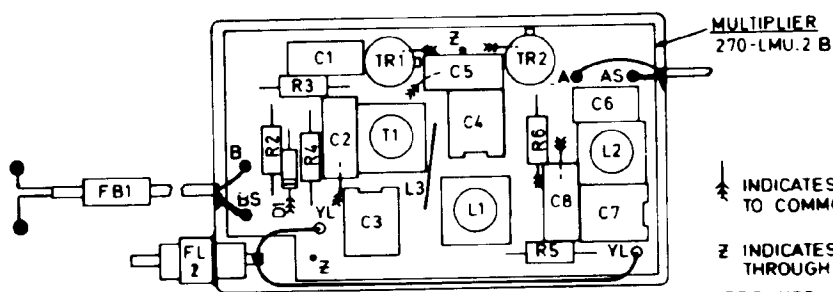 MULTIPLIER
270-LMU.2 B
C1
TR1
Z
TR2
C5
A
AS
R3
C6
R2
R4
C2
T1
C4
R6
L2
B
FB1
BS
D1
YL
L3
C3
L1
C8
C7
INDICATES
TO COMMO
FL
2
Z
R5
YL
Z INDICATES
THROUGH